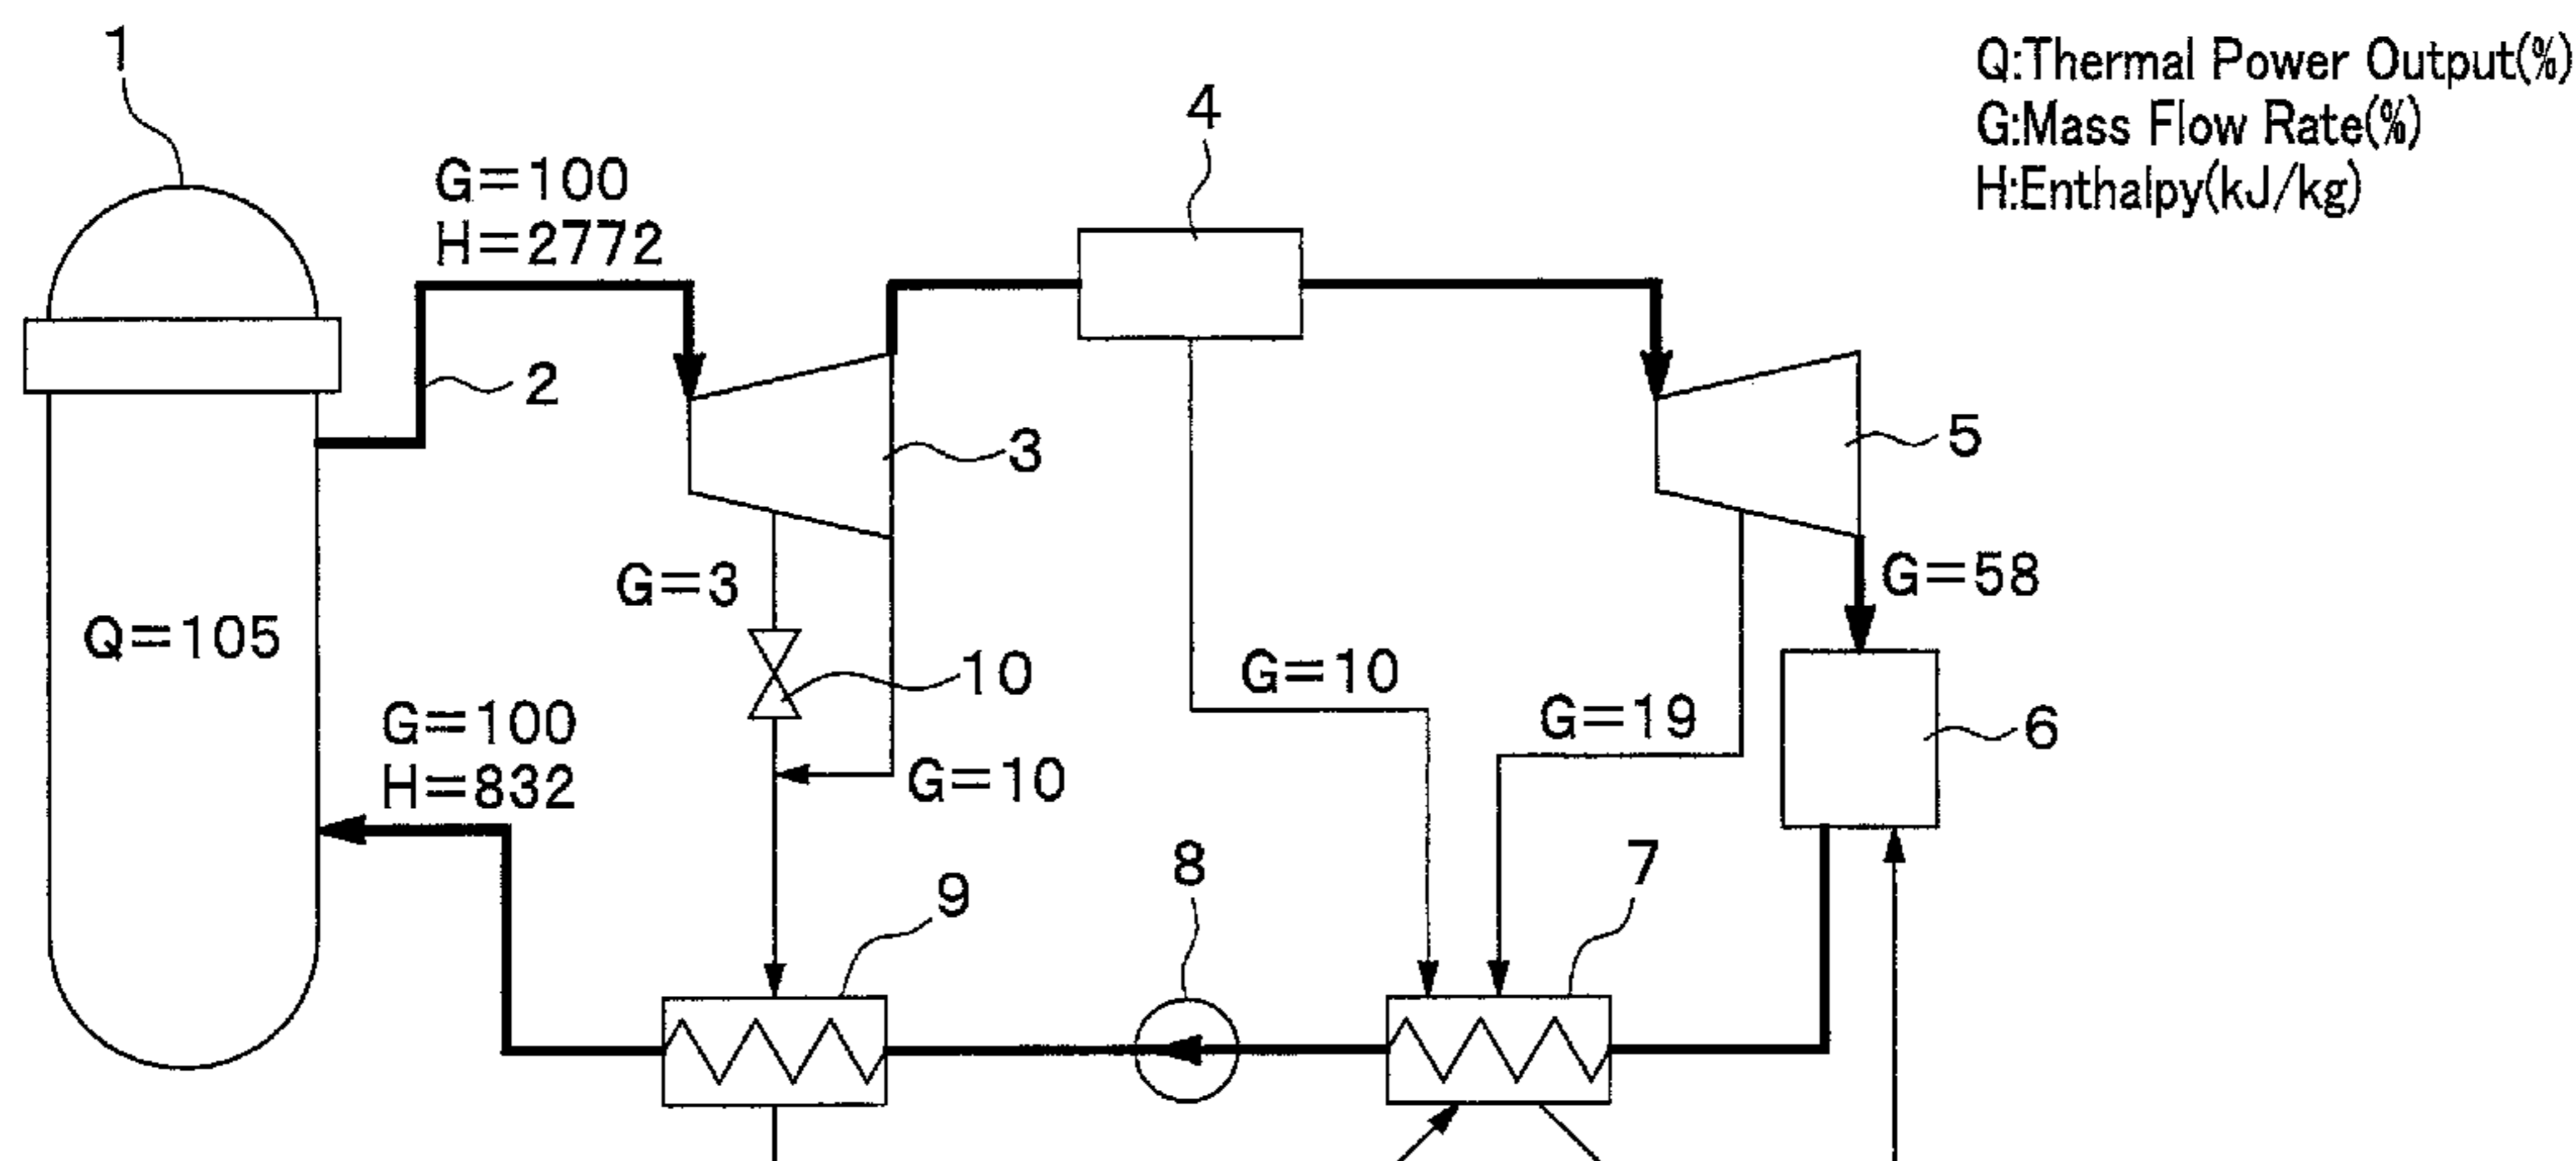 1
Q:Thermal Power Output(%)
G:Mass Flow Rate(%)
H:Enthalpy(kJ/kg)
4
G=100
H=2772
2
3
5
G=3
G=58
Q=105
10
G=10
G=19
6
G=100
H=832
G=10
8
7
9